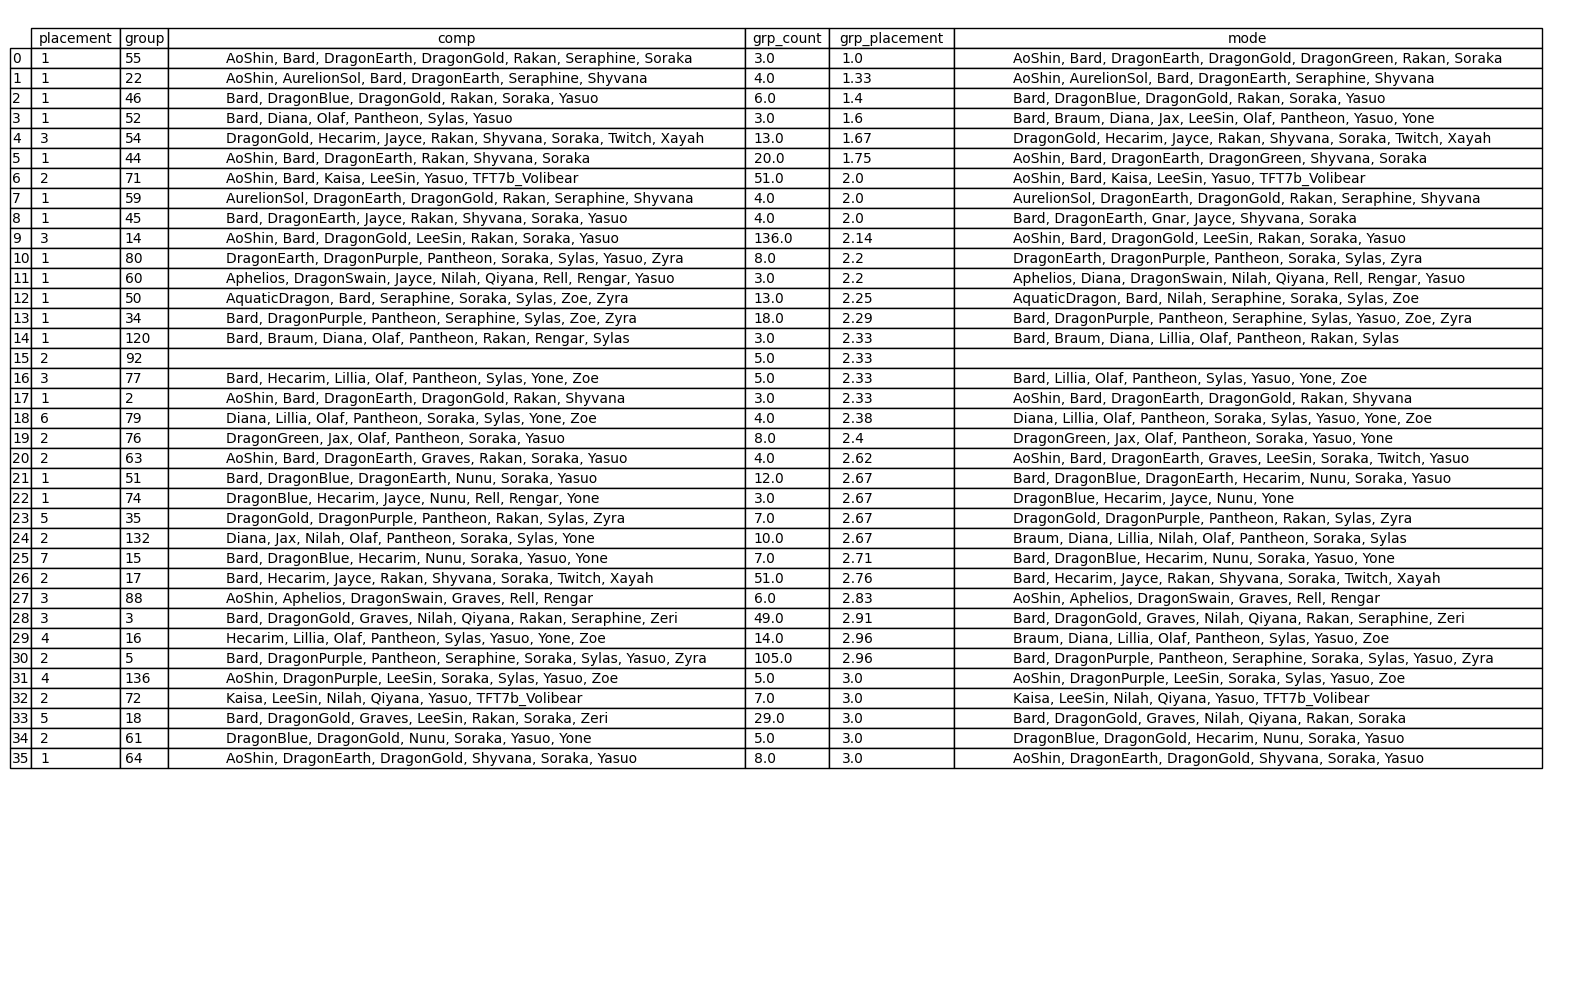 placement group comp grp_count grp_placement mode
0 1 55 AoShin, Bard, DragonEarth, DragonGold, Rakan, Seraphine, Soraka 3.0 1.0 AoShin, Bard, DragonEarth, DragonGold, DragonGreen, Rakan, Soraka
1 1 22 AoShin, AurelionSol, Bard, DragonEarth, Seraphine, Shyvana 4.0 1.33 AoShin, AurelionSol, Bard, DragonEarth, Seraphine, Shyvana
2 1 46 Bard, DragonBlue, DragonGold, Rakan, Soraka, Yasuo 6.0 1.4 Bard, DragonBlue, DragonGold, Rakan, Soraka, Yasuo
3 1 52 Bard, Diana, Olaf, Pantheon, Sylas, Yasuo 3.0 1.6 Bard, Braum, Diana, Jax, LeeSin, Olaf, Pantheon, Yasuo, Yone
4 3 54 DragonGold, Hecarim, Jayce, Rakan, Shyvana, Soraka, Twitch, Xayah 13.0 1.67 DragonGold, Hecarim, Jayce, Rakan, Shyvana, Soraka, Twitch, Xayah
5 1 44 AoShin, Bard, DragonEarth, Rakan, Shyvana, Soraka 20.0 1.75 AoShin, Bard, DragonEarth, DragonGreen, Shyvana, Soraka
6 2 71 AoShin, Bard, Kaisa, LeeSin, Yasuo, TFT7b_Volibear 51.0 2.0 AoShin, Bard, Kaisa, LeeSin, Yasuo, TFT7b_Volibear
7 1 59 AurelionSol, DragonEarth, DragonGold, Rakan, Seraphine, Shyvana 4.0 2.0 AurelionSol, DragonEarth, DragonGold, Rakan, Seraphine, Shyvana
8 1 45 Bard, DragonEarth, Jayce, Rakan, Shyvana, Soraka, Yasuo 4.0 2.0 Bard, DragonEarth, Gnar, Jayce, Shyvana, Soraka
9 3 14 AoShin, Bard, DragonGold, LeeSin, Rakan, Soraka, Yasuo 136.0 2.14 AoShin, Bard, DragonGold, LeeSin, Rakan, Soraka, Yasuo
10 1 80 DragonEarth, DragonPurple, Pantheon, Soraka, Sylas, Yasuo, Zyra 8.0 2.2 DragonEarth, DragonPurple, Pantheon, Soraka, Sylas, Zyra
11 1 60 Aphelios, DragonSwain, Jayce, Nilah, Qiyana, Rell, Rengar, Yasuo 3.0 2.2 Aphelios, Diana, DragonSwain, Nilah, Qiyana, Rell, Rengar, Yasuo
12 1 50 AquaticDragon, Bard, Seraphine, Soraka, Sylas, Zoe, Zyra 13.0 2.25 AquaticDragon, Bard, Nilah, Seraphine, Soraka, Sylas, Zoe
13 1 34 Bard, DragonPurple, Pantheon, Seraphine, Sylas, Zoe, Zyra 18.0 2.29 Bard, DragonPurple, Pantheon, Seraphine, Sylas, Yasuo, Zoe, Zyra
14 1 120 Bard, Braum, Diana, Olaf, Pantheon, Rakan, Rengar, Sylas 3.0 2.33 Bard, Braum, Diana, Lillia, Olaf, Pantheon, Rakan, Sylas
15 2 92 5.0 2.33
16 3 77 Bard, Hecarim, Lillia, Olaf, Pantheon, Sylas, Yone, Zoe 5.0 2.33 Bard, Lillia, Olaf, Pantheon, Sylas, Yasuo, Yone, Zoe
17 1 2 AoShin, Bard, DragonEarth, DragonGold, Rakan, Shyvana 3.0 2.33 AoShin, Bard, DragonEarth, DragonGold, Rakan, Shyvana
18 6 79 Diana, Lillia, Olaf, Pantheon, Soraka, Sylas, Yone, Zoe 4.0 2.38 Diana, Lillia, Olaf, Pantheon, Soraka, Sylas, Yasuo, Yone, Zoe
19 2 76 DragonGreen, Jax, Olaf, Pantheon, Soraka, Yasuo 8.0 2.4 DragonGreen, Jax, Olaf, Pantheon, Soraka, Yasuo, Yone
20 2 63 AoShin, Bard, DragonEarth, Graves, Rakan, Soraka, Yasuo 4.0 2.62 AoShin, Bard, DragonEarth, Graves, LeeSin, Soraka, Twitch, Yasuo
21 1 51 Bard, DragonBlue, DragonEarth, Nunu, Soraka, Yasuo 12.0 2.67 Bard, DragonBlue, DragonEarth, Hecarim, Nunu, Soraka, Yasuo
22 1 74 DragonBlue, Hecarim, Jayce, Nunu, Rell, Rengar, Yone 3.0 2.67 DragonBlue, Hecarim, Jayce, Nunu, Yone
23 5 35 DragonGold, DragonPurple, Pantheon, Rakan, Sylas, Zyra 7.0 2.67 DragonGold, DragonPurple, Pantheon, Rakan, Sylas, Zyra
24 2 132 Diana, Jax, Nilah, Olaf, Pantheon, Soraka, Sylas, Yone 10.0 2.67 Braum, Diana, Lillia, Nilah, Olaf, Pantheon, Soraka, Sylas
25 7 15 Bard, DragonBlue, Hecarim, Nunu, Soraka, Yasuo, Yone 7.0 2.71 Bard, DragonBlue, Hecarim, Nunu, Soraka, Yasuo, Yone
26 2 17 Bard, Hecarim, Jayce, Rakan, Shyvana, Soraka, Twitch, Xayah 51.0 2.76 Bard, Hecarim, Jayce, Rakan, Shyvana, Soraka, Twitch, Xayah
27 3 88 AoShin, Aphelios, DragonSwain, Graves, Rell, Rengar 6.0 2.83 AoShin, Aphelios, DragonSwain, Graves, Rell, Rengar
28 3 3 Bard, DragonGold, Graves, Nilah, Qiyana, Rakan, Seraphine, Zeri 49.0 2.91 Bard, DragonGold, Graves, Nilah, Qiyana, Rakan, Seraphine, Zeri
29 4 16 Hecarim, Lillia, Olaf, Pantheon, Sylas, Yasuo, Yone, Zoe 14.0 2.96 Braum, Diana, Lillia, Olaf, Pantheon, Sylas, Yasuo, Zoe
30 2 5 Bard, DragonPurple, Pantheon, Seraphine, Soraka, Sylas, Yasuo, Zyra 105.0 2.96 Bard, DragonPurple, Pantheon, Seraphine, Soraka, Sylas, Yasuo, Zyra
31 4 136 AoShin, DragonPurple, LeeSin, Soraka, Sylas, Yasuo, Zoe 5.0 3.0 AoShin, DragonPurple, LeeSin, Soraka, Sylas, Yasuo, Zoe
32 2 72 Kaisa, LeeSin, Nilah, Qiyana, Yasuo, TFT7b_Volibear 7.0 3.0 Kaisa, LeeSin, Nilah, Qiyana, Yasuo, TFT7b_Volibear
33 5 18 Bard, DragonGold, Graves, LeeSin, Rakan, Soraka, Zeri 29.0 3.0 Bard, DragonGold, Graves, Nilah, Qiyana, Rakan, Soraka
34 2 61 DragonBlue, DragonGold, Nunu, Soraka, Yasuo, Yone 5.0 3.0 DragonBlue, DragonGold, Hecarim, Nunu, Soraka, Yasuo
35 1 64 AoShin, DragonEarth, DragonGold, Shyvana, Soraka, Yasuo 8.0 3.0 AoShin, DragonEarth, DragonGold, Shyvana, Soraka, Yasuo